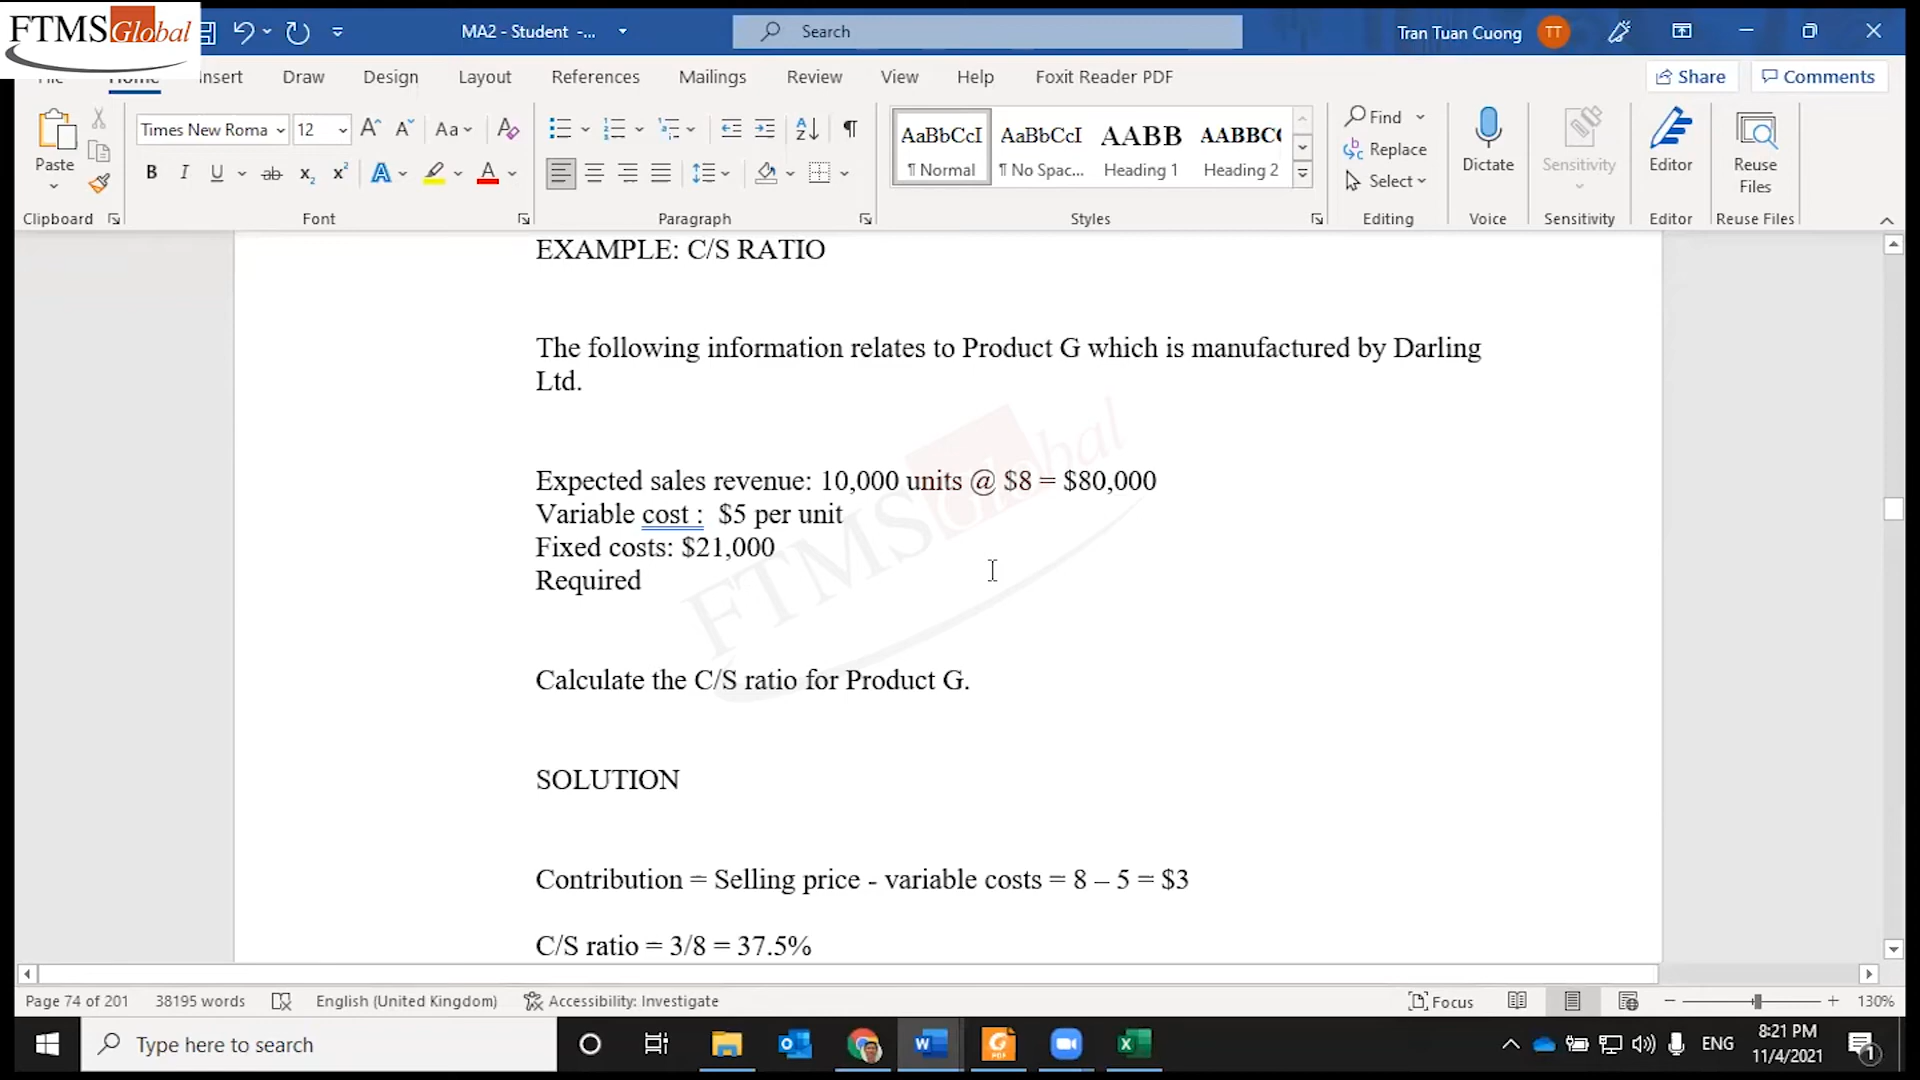 FTMSGlobal
MA2 - Student -...
Search
Tran Tuan Cuong
TT
Home
Insert
Draw
Design
Layout
References
Mailings
Review
View
Help
Foxit Reader PDF
Share
Comments
Paste
Times New Roma
12
Aa
AaBbCcI
AaBbCcI
AABB
AABBC
¶ Normal
¶ No Spac...
Heading 1
Heading 2
Find
Replace
Select
Dictate
Sensitivity
Editor
Reuse
Files
Clipboard
Font
Paragraph
Styles
Editing
Voice
Sensitivity
Editor
Reuse Files
EXAMPLE: C/S RATIO
The following information relates to Product G which is manufactured by Darling
Ltd.
Expected sales revenue: 10,000 units @ $8 = $80,000
Variable cost :  $5 per unit
Fixed costs: $21,000
Required
FTMSGlobal
Calculate the C/S ratio for Product G.
SOLUTION
Contribution = Selling price - variable costs = 8 – 5 = $3
C/S ratio = 3/8 = 37.5%
Page 74 of 201
38195 words
English (United Kingdom)
Accessibility: Investigate
Focus
130%
Type here to search
ENG
8:21 PM
11/4/2021
1